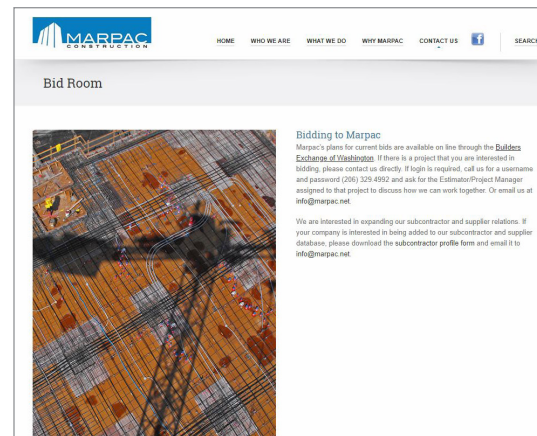 MARPAC
CONSTRUCTION
HOME WHO WE ARE WHAT WE DO WHY MARPAC CONTACT US f SEARCH
Bid Room
Bidding to Marpac
Marpac's plans for current bids are available on line through the Builders
Exchange of Washington. If there is a project that you are interested in
bidding, please contact us directly. If login is required, call us for a username
and password (206) 329-4992 and ask for the Estimator/Project Manager
assigned to that project to discuss how we can work together. Or email us at
info@marpac.net
We are interested in expanding our subcontractor and supplier relations. If
your company is interested in being added to our subcontractor and supplier
database, please download the subcontractor profile form and email it to
info@marpac.net